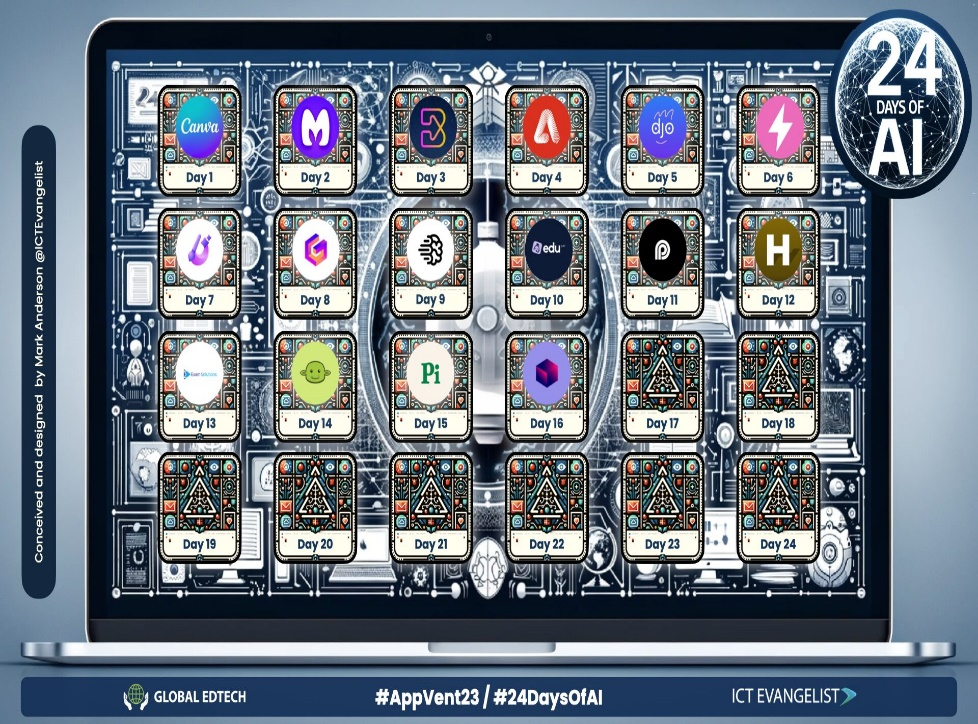 24
DAYS OF
AI
Conceived and designed by Mark Anderson @ICTEvangelist
Canva
M
djo
Day 1
Day 2
Day 3
Day 4
Day 5
Day 6
edu
H
Day 7
Day 8
Day 9
Day 10
Day 11
Day 12
Pi
Day 13
Day 14
Day 15
Day 16
Day 17
Day 18
Day 19
Day 20
Day 21
Day 22
Day 23
Day 24
GLOBAL EDTECH
#AppVent23 / #24DaysOfAI
ICT EVANGELIST